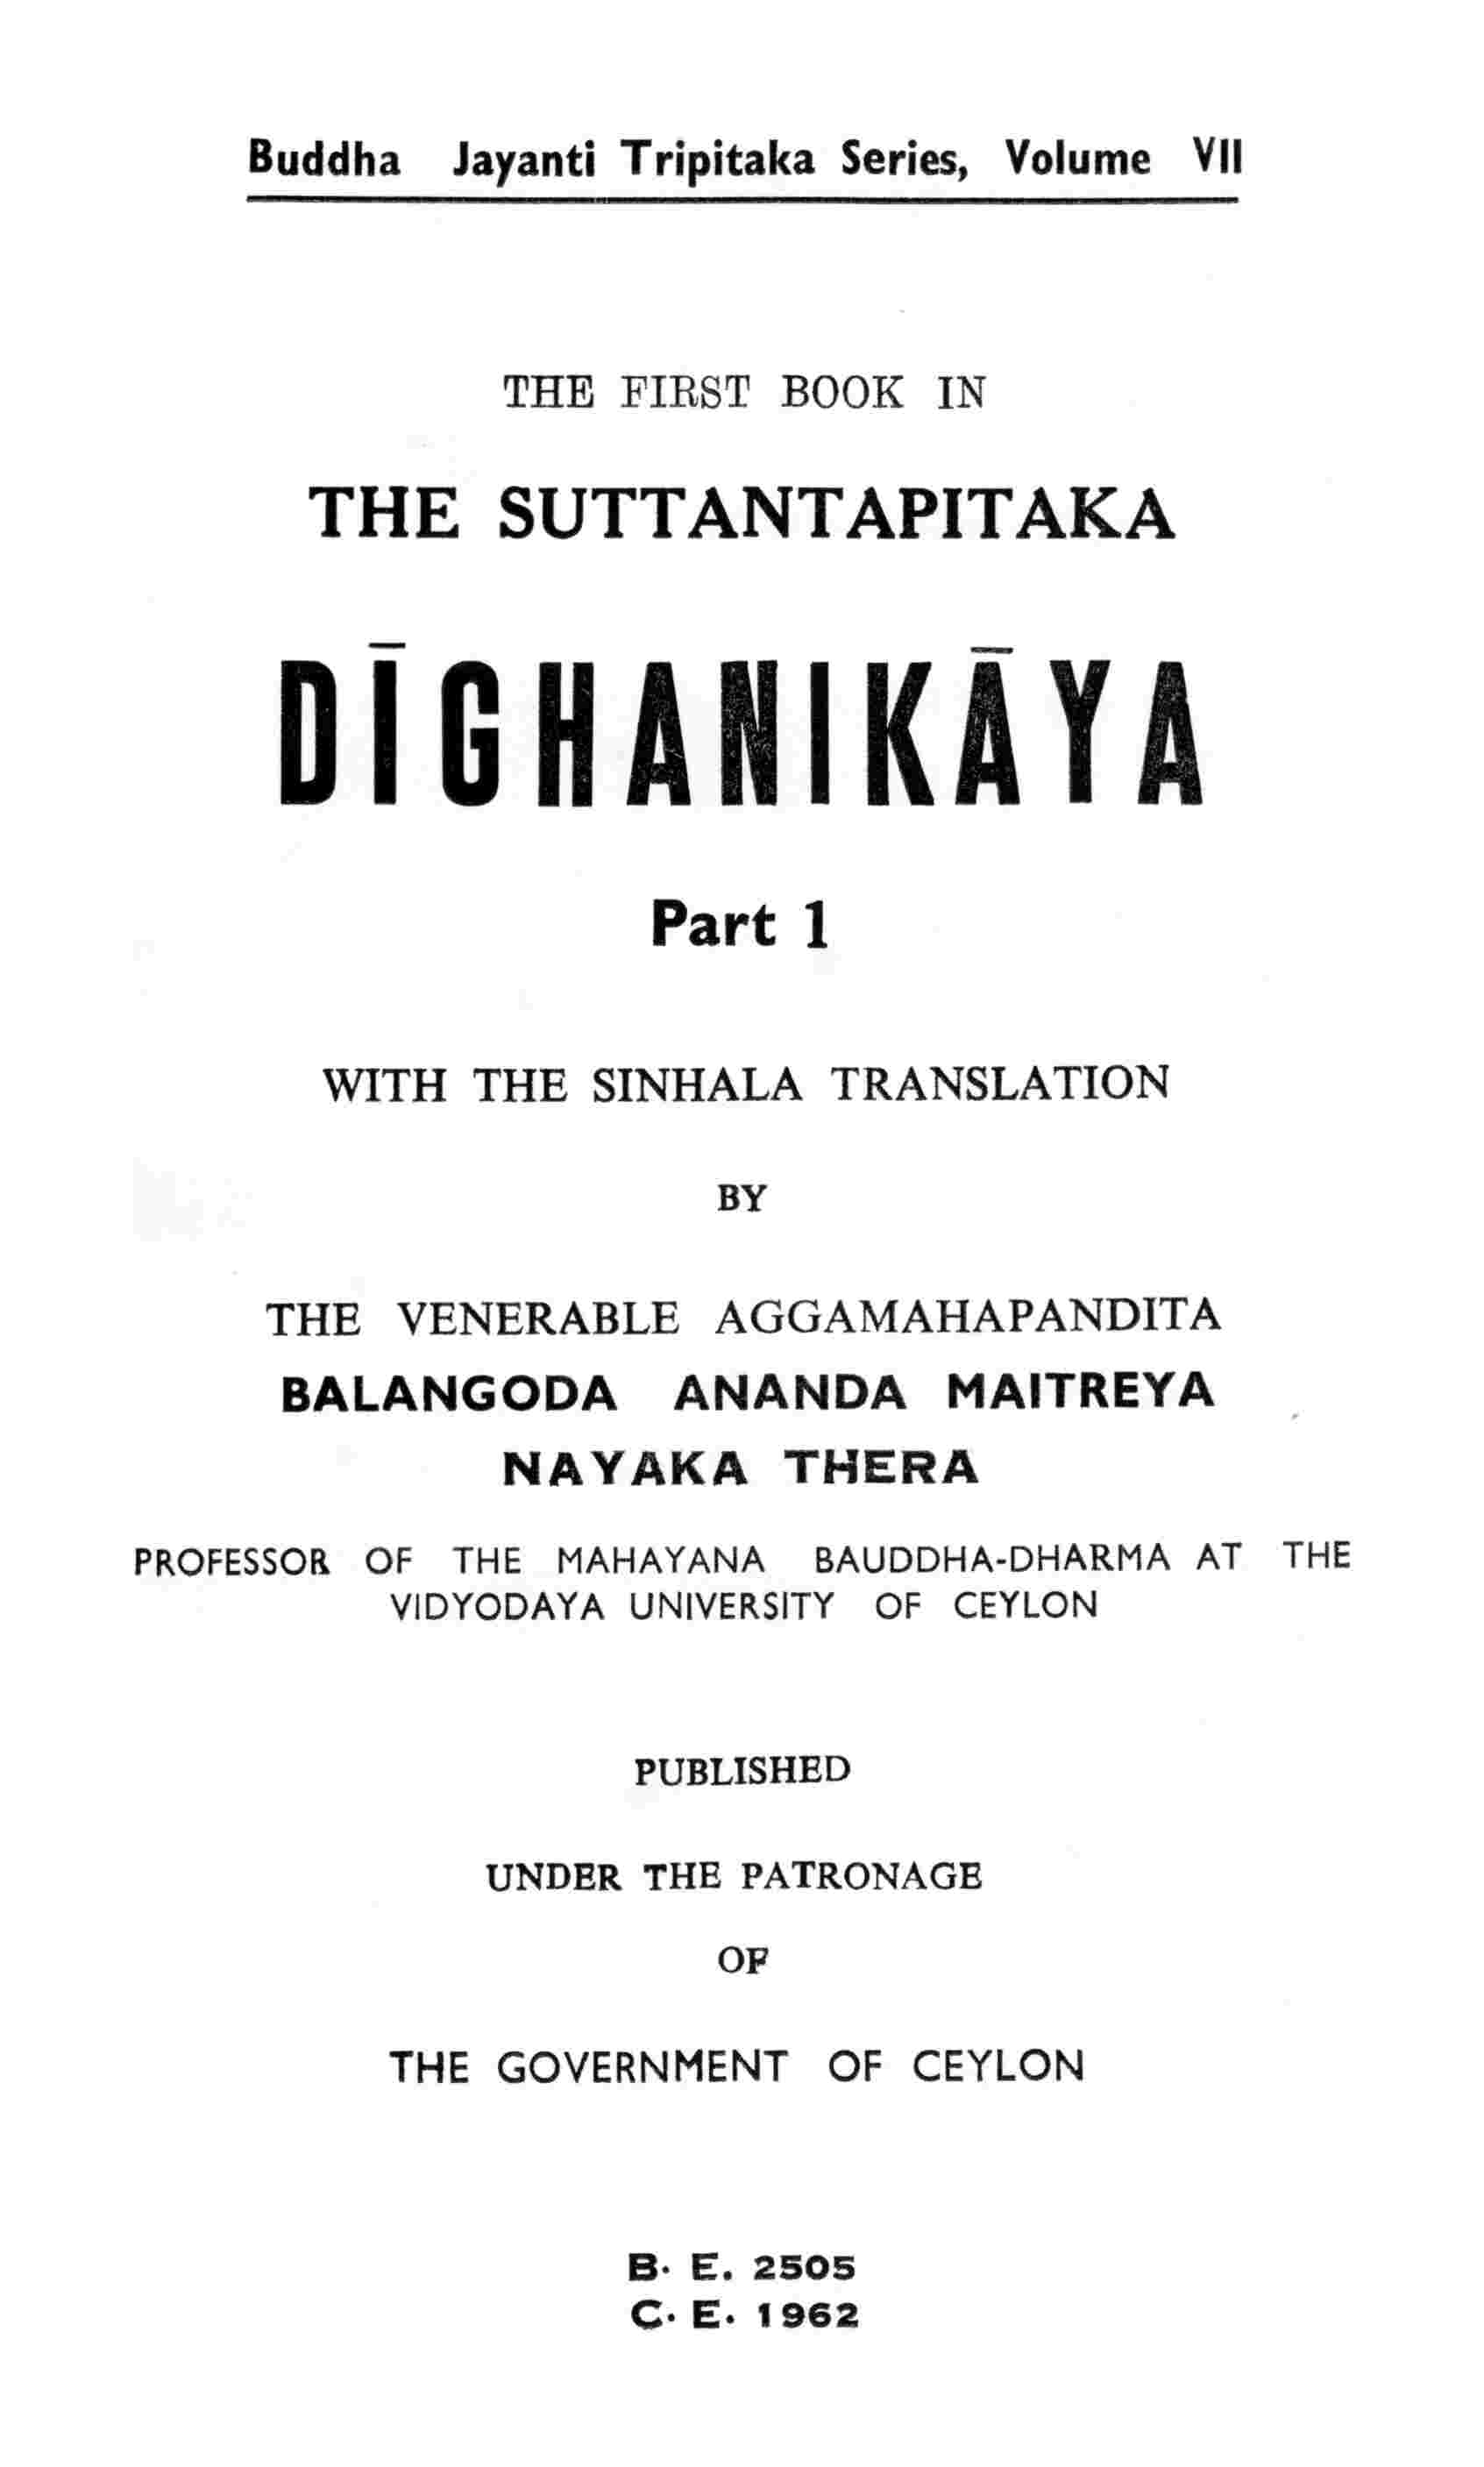 Buddha Jayanti Tripitaka Series, Volume VII
THE FIRST BOOK IN
THE SUTTANTAPITAKA
DĪGHANIKĀYA
Part 1
WITH THE SINHALA TRANSLATION
BY
THE VENERABLE AGGAMAHAPANDITA
BALANGODA ANANDA MAITREYA
NAYAKA THERA
PROFESSOR OF THE MAHAYANA BAUDDHA-DHARMA AT THE
VIDYODAYA UNIVERSITY OF CEYLON
PUBLISHED
UNDER THE PATRONAGE
OF
THE GOVERNMENT OF CEYLON
B. E. 2505
C. E. 1962